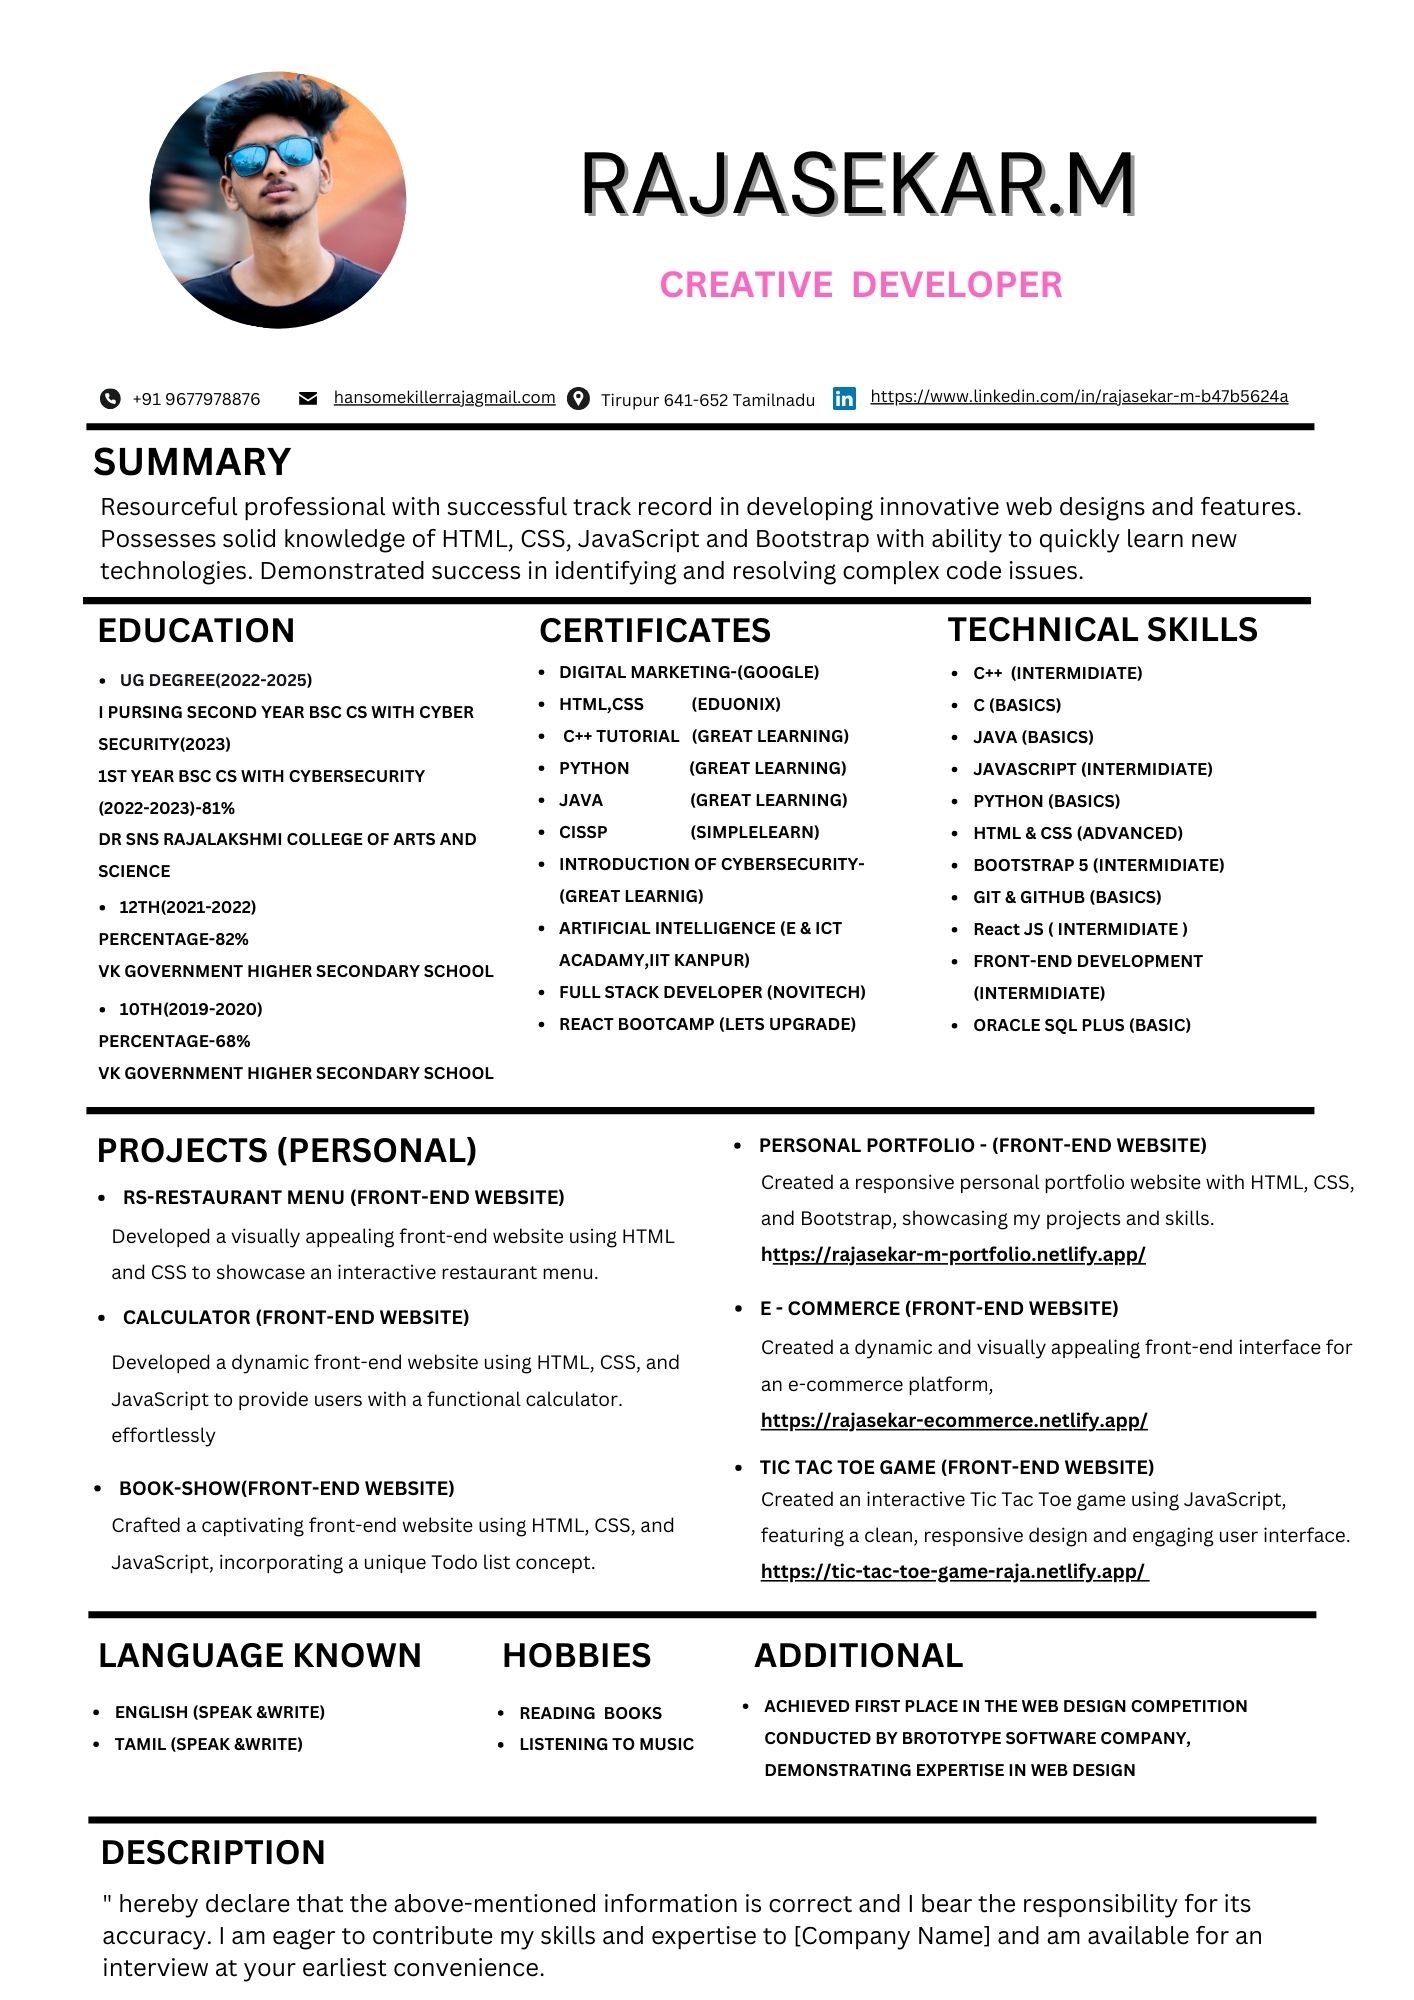 RAJASEKAR.M
CREATIVE DEVELOPER
+91 9677978876
hansomekillerrajagmail.com
Tirupur 641-652 Tamilnadu
in
https://www.linkedin.com/in/rajasekar-m-b47b5624a
SUMMARY
Resourceful professional with successful track record in developing innovative web designs and features.
Possesses solid knowledge of HTML, CSS, JavaScript and Bootstrap with ability to quickly learn new
technologies. Demonstrated success in identifying and resolving complex code issues.
EDUCATION
• UG DEGREE(2022-2025)
I PURSING SECOND YEAR BSC CS WITH CYBER
SECURITY(2023)
1ST YEAR BSC CS WITH CYBERSECURITY
(2022-2023)-81%
DR SNS RAJALAKSHMI COLLEGE OF ARTS AND
SCIENCE
• 12TH(2021-2022)
PERCENTAGE-82%
VK GOVERNMENT HIGHER SECONDARY SCHOOL
• 10TH(2019-2020)
PERCENTAGE-68%
VK GOVERNMENT HIGHER SECONDARY SCHOOL
CERTIFICATES
• DIGITAL MARKETING-(GOOGLE)
• HTML,CSS (EDUONIX)
• C++ TUTORIAL (GREAT LEARNING)
• PYTHON (GREAT LEARNING)
• JAVA (GREAT LEARNING)
• CISSP (SIMPLELEARN)
• INTRODUCTION OF CYBERSECURITY-
(GREAT LEARNIG)
• ARTIFICIAL INTELLIGENCE (E & ICT
ACADAMY,IIT KANPUR)
• FULL STACK DEVELOPER (NOVITECH)
• REACT BOOTCAMP (LETS UPGRADE)
TECHNICAL SKILLS
• C++ (INTERMIDIATE)
• C (BASICS)
• JAVA (BASICS)
• JAVASCRIPT (INTERMIDIATE)
• PYTHON (BASICS)
• HTML & CSS (ADVANCED)
• BOOTSTRAP 5 (INTERMIDIATE)
• GIT & GITHUB (BASICS)
• React JS ( INTERMIDIATE )
• FRONT-END DEVELOPMENT
(INTERMIDIATE)
• ORACLE SQL PLUS (BASIC)
PROJECTS (PERSONAL)
• RS-RESTAURANT MENU (FRONT-END WEBSITE)
Developed a visually appealing front-end website using HTML
and CSS to showcase an interactive restaurant menu.
• CALCULATOR (FRONT-END WEBSITE)
Developed a dynamic front-end website using HTML, CSS, and
JavaScript to provide users with a functional calculator.
effortlessly
• BOOK-SHOW(FRONT-END WEBSITE)
Crafted a captivating front-end website using HTML, CSS, and
JavaScript, incorporating a unique Todo list concept.
• PERSONAL PORTFOLIO - (FRONT-END WEBSITE)
Created a responsive personal portfolio website with HTML, CSS,
and Bootstrap, showcasing my projects and skills.
https://rajasekar-m-portfolio.netlify.app/
• E - COMMERCE (FRONT-END WEBSITE)
Created a dynamic and visually appealing front-end interface for
an e-commerce platform,
https://rajasekar-ecommerce.netlify.app/
• TIC TAC TOE GAME (FRONT-END WEBSITE)
Created an interactive Tic Tac Toe game using JavaScript,
featuring a clean, responsive design and engaging user interface.
https://tic-tac-toe-game-raja.netlify.app/
LANGUAGE KNOWN
• ENGLISH (SPEAK &WRITE)
• TAMIL (SPEAK &WRITE)
HOBBIES
• READING BOOKS
• LISTENING TO MUSIC
ADDITIONAL
• ACHIEVED FIRST PLACE IN THE WEB DESIGN COMPETITION
CONDUCTED BY BROTOTYPE SOFTWARE COMPANY,
DEMONSTRATING EXPERTISE IN WEB DESIGN
DESCRIPTION
" hereby declare that the above-mentioned information is correct and I bear the responsibility for its
accuracy. I am eager to contribute my skills and expertise to [Company Name] and am available for an
interview at your earliest convenience.